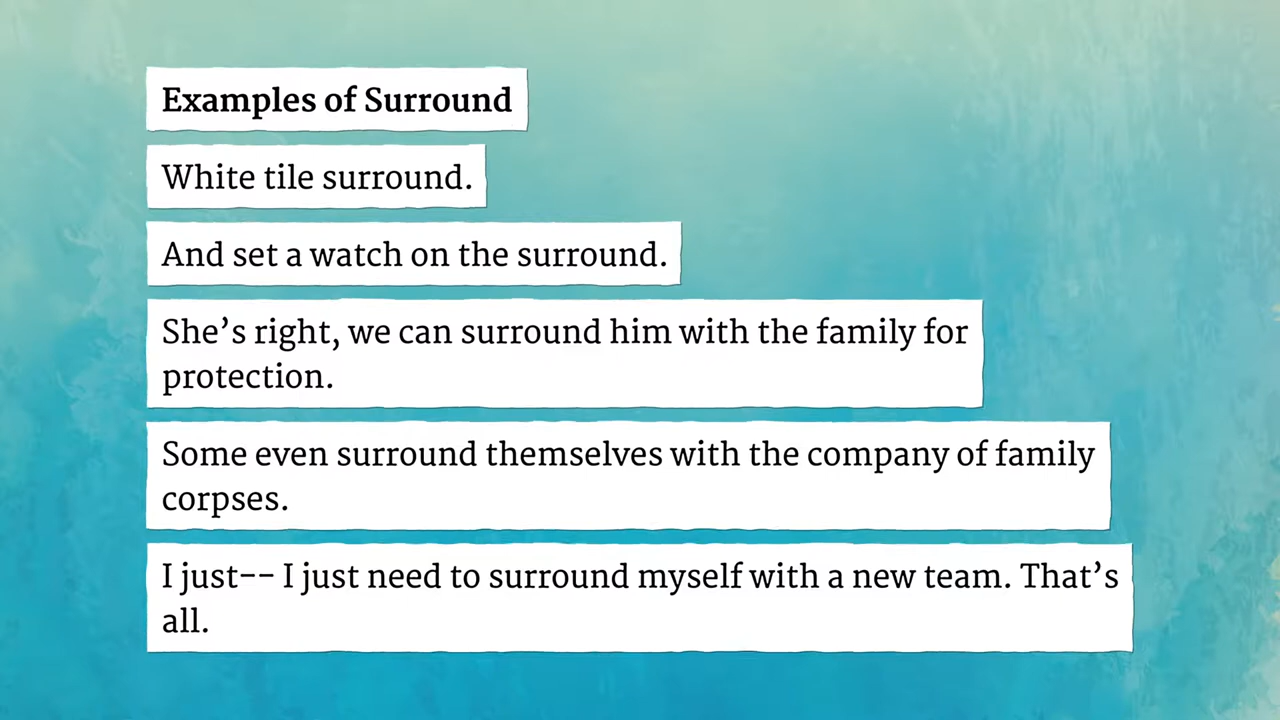 Examples of Surround
White tile surround.
And set a watch on the surround.
She’s right, we can surround him with the family for
protection.
Some even surround themselves with the company of family
corpses.
I just-- I just need to surround myself with a new team. That’s
all.